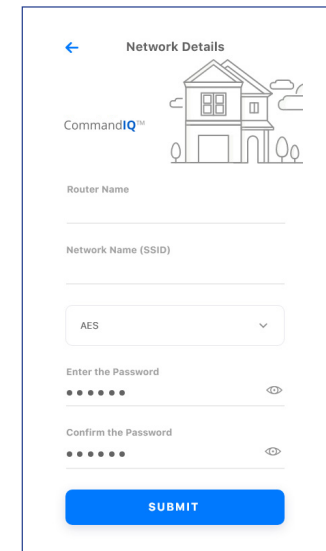 Network Details
CommandIQ™
Router Name
Network Name (SSID)
AES
Enter the Password
Confirm the Password
SUBMIT